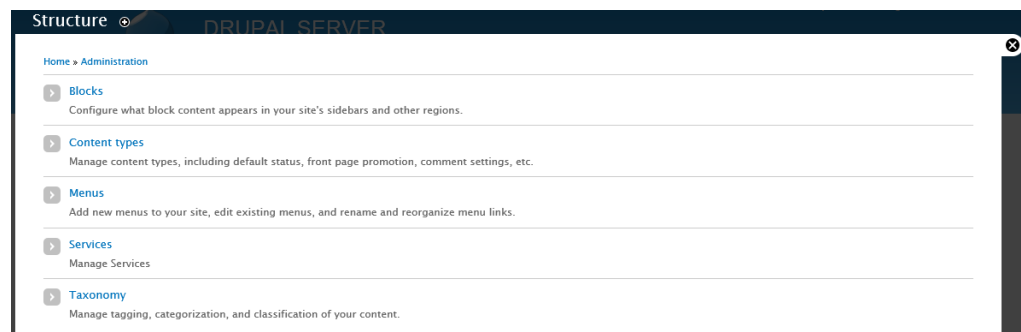 Structure
DRUPAL SERVER
Home » Administration
Blocks
Configure what block content appears in your site's sidebars and other regions.
Content types
Manage content types, including default status, front page promotion, comment settings, etc.
Menus
Add new menus to your site, edit existing menus, and rename and reorganize menu links.
Services
Manage Services
Taxonomy
Manage tagging, categorization, and classification of your content.